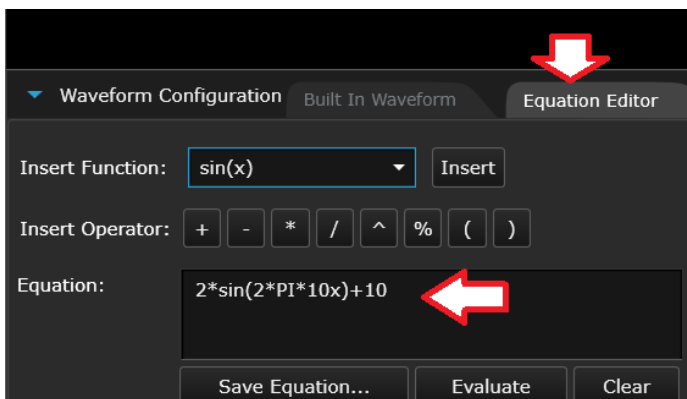 Waveform Configuration Built In Waveform Equation Editor
Insert Function: sin(x) Insert
Insert Operator: + - * / ^ % ( )
Equation: 2*sin(2*PI*10x)+10
Save Equation... Evaluate Clear